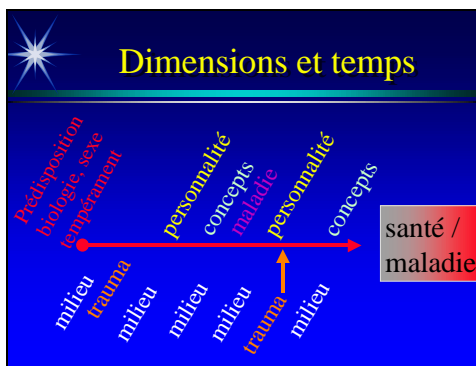 Dimensions et temps
Prédisposition
biologie, sexe
tempérament
personnalité
concepts
maladie
personnalité
concepts
santé /
maladie
milieu
trauma
milieu
milieu
milieu
trauma
milieu